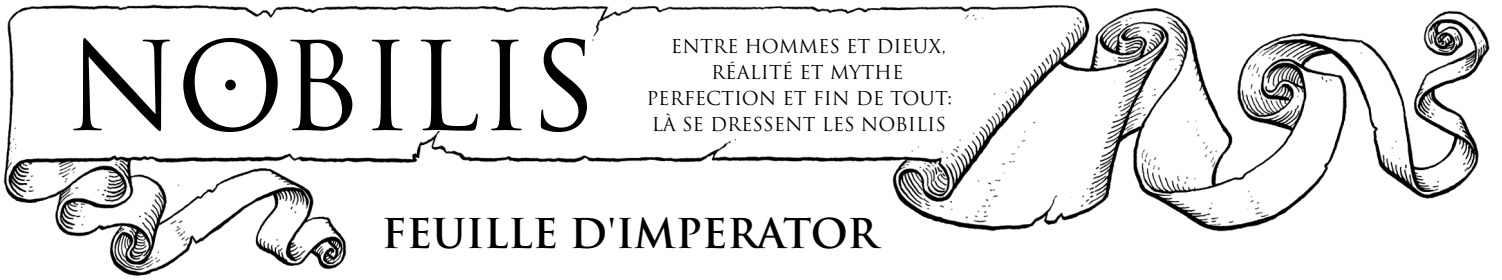 NOBILIS
ENTRE HOMMES ET DIEUX,
RÉALITÉ ET MYTHE
PERFECTION ET FIN DE TOUT:
LÀ SE DRESSENT LES NOBILIS
FEUILLE D'IMPERATOR